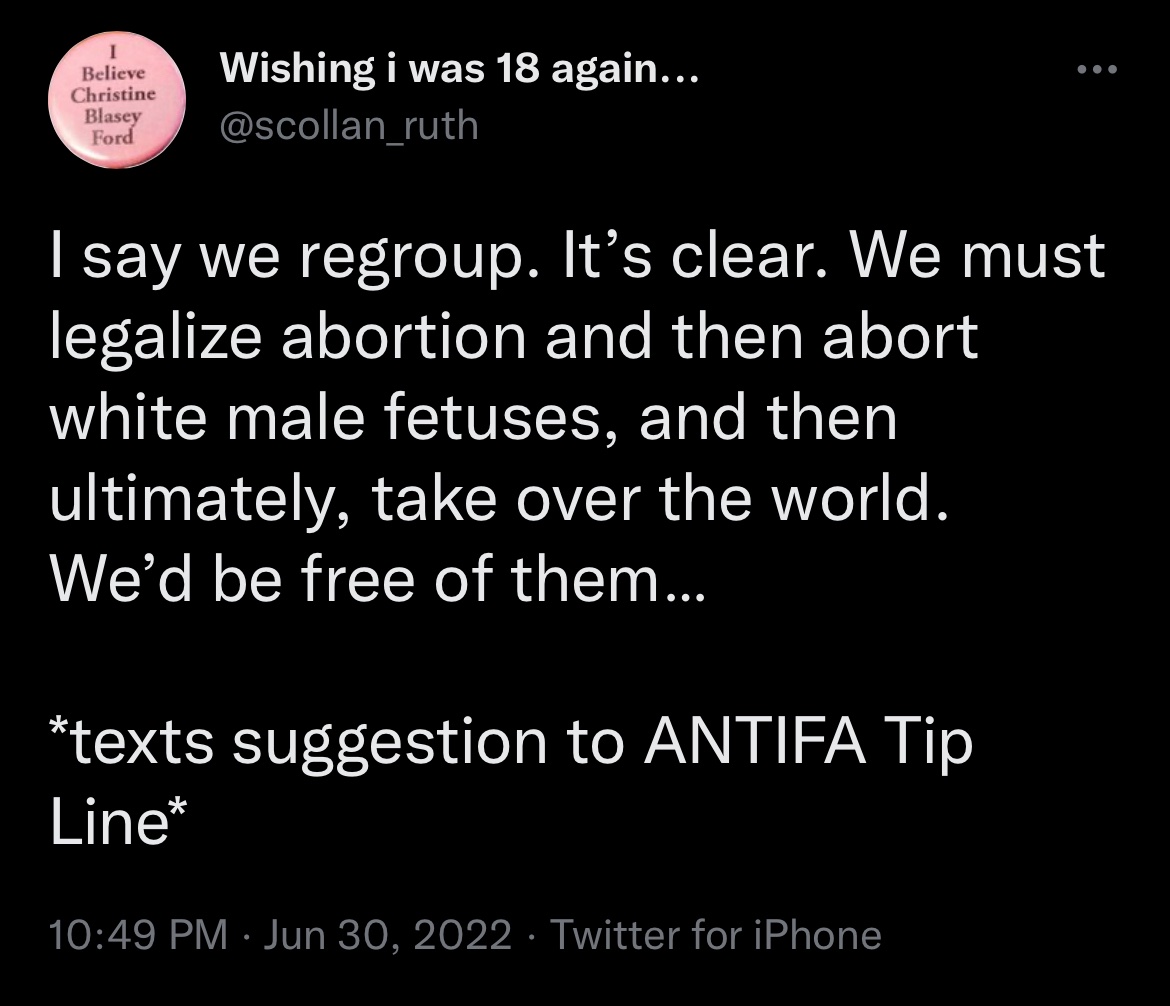 I
Believe
Christine
Blasey
Ford
Wishing i was 18 again...
@scollan_ruth
I say we regroup. It’s clear. We must
legalize abortion and then abort
white male fetuses, and then
ultimately, take over the world.
We’d be free of them...
*texts suggestion to ANTIFA Tip
Line*
10:49 PM · Jun 30, 2022 · Twitter for iPhone